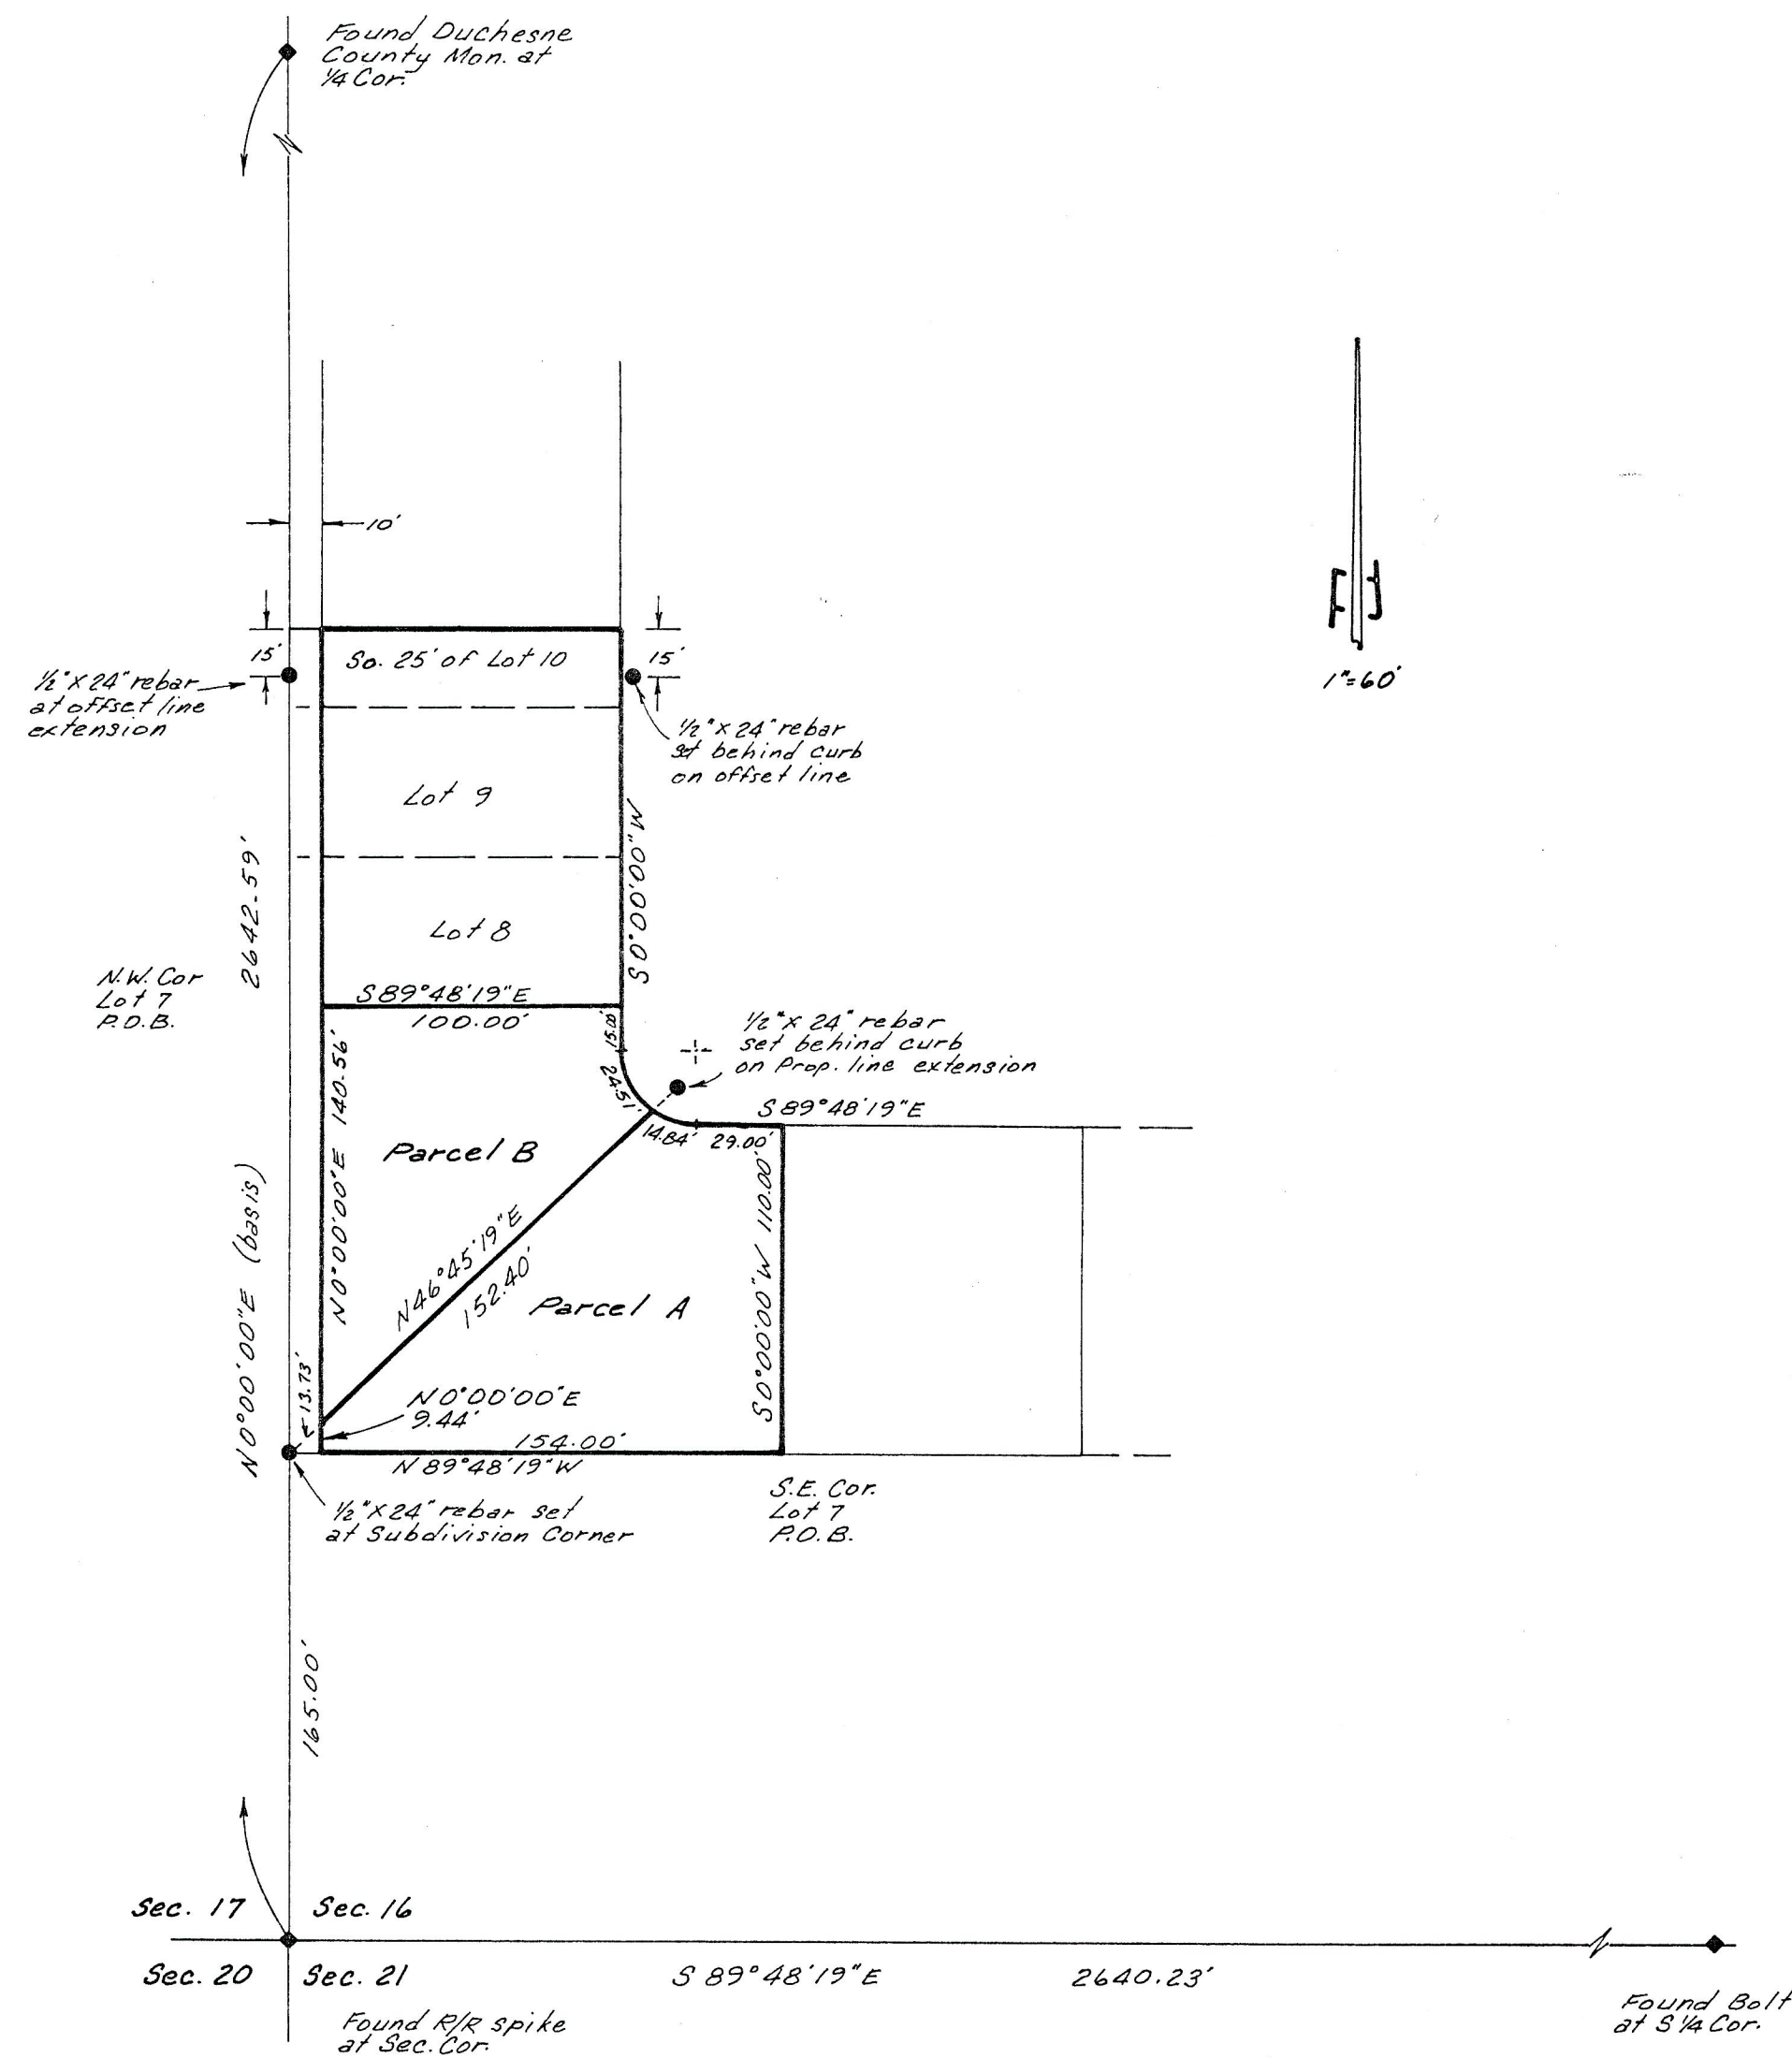 Found Duchesne
County Mon. at
1/4 Cor.
10'
15'
So. 25' of Lot 10
15'
1/2" X 24" rebar
at offset line
extension
1/2" X 24" rebar
set behind curb
on offset line
1"=60'
Lot 9
2642.59'
S0°00'00"W
Lot 8
N.W. Cor
Lot 7
P.O.B.
S89°48'19"E
100.00'
15.00'
1/2" X 24" rebar
set behind curb
on Prop. line extension
24.51'
S89°48'19"E
14.84'
29.00'
N0°00'00"E 140.56'
Parcel B
S0°00'00"W 110.00'
N0°00'00"E (basis)
N46°45'19"E
152.40'
Parcel A
13.73'
N0°00'00"E
9.44'
154.00'
N89°48'19"W
1/2" X 24" rebar set
at Subdivision Corner
S.E. Cor.
Lot 7
P.O.B.
165.00'
Sec. 17
Sec. 16
Sec. 20
Sec. 21
S 89°48'19"E
2640.23'
Found R/R spike
at Sec. Cor.
Found Bolt
at S 1/4 Cor.